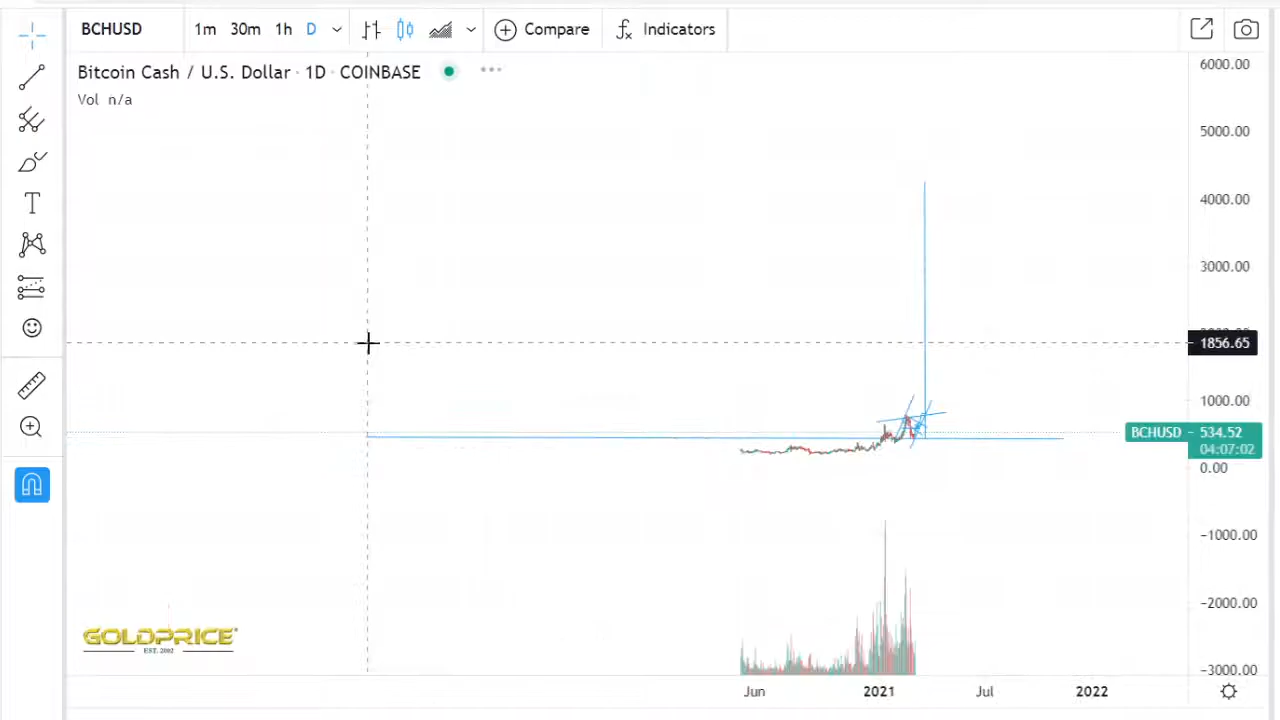 BCHUSD 1m 30m 1h D Compare Indicators
Bitcoin Cash / U.S. Dollar · 1D · COINBASE
Vol n/a
6000.00
5000.00
4000.00
3000.00
1856.65
1000.00
BCHUSD 534.52
04:07:02
0.00
−1000.00
−2000.00
−3000.00
GOLDPRICE
EST. 2002
Jun 2021 Jul 2022